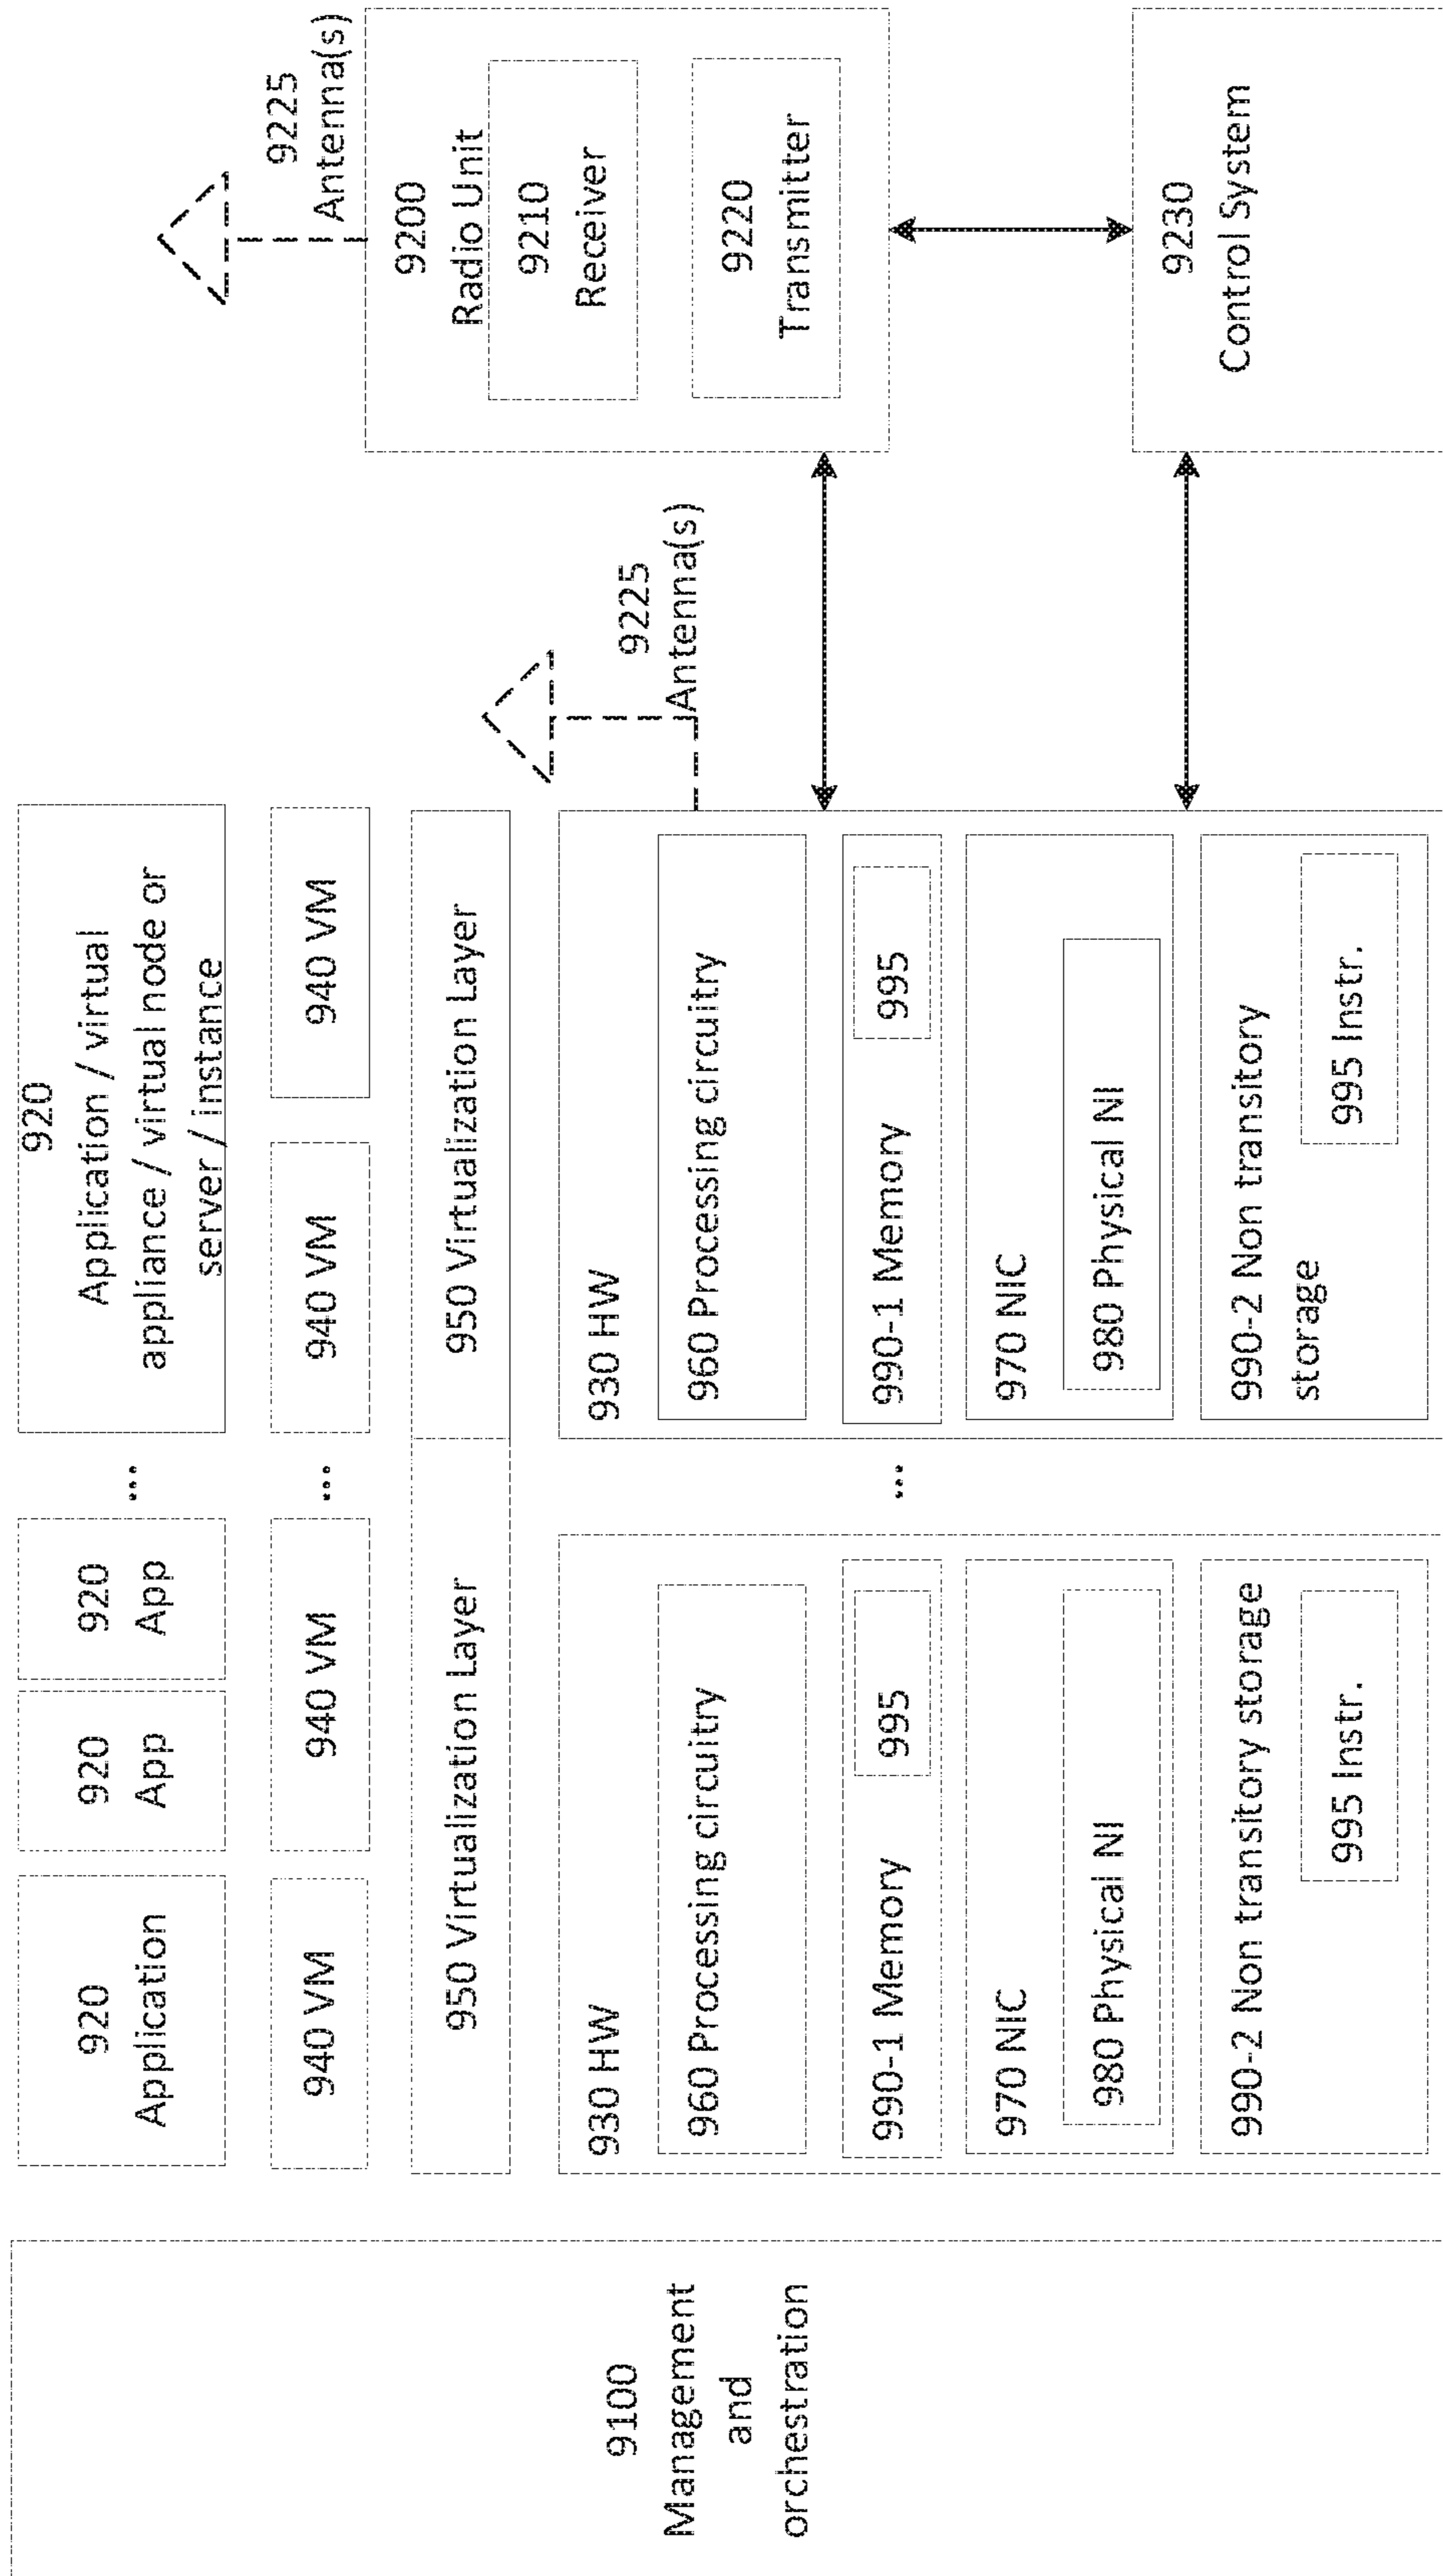 9100
Management
and
orchestration
920
Application
920
App
920
App
...
920
Application / virtual
appliance / virtual node or
server / instance
940 VM
940 VM
...
940 VM
940 VM
950 Virtualization Layer
950 Virtualization Layer
930 HW
960 Processing circuitry
990-1 Memory
995
970 NIC
980 Physical NI
990-2 Non transitory storage
995 Instr.
...
930 HW
960 Processing circuitry
990-1 Memory
995
970 NIC
980 Physical NI
990-2 Non transitory
storage
995 Instr.
9225
Antenna(s)
9225
Antenna(s)
9200
Radio Unit
9210
Receiver
9220
Transmitter
9230
Control System